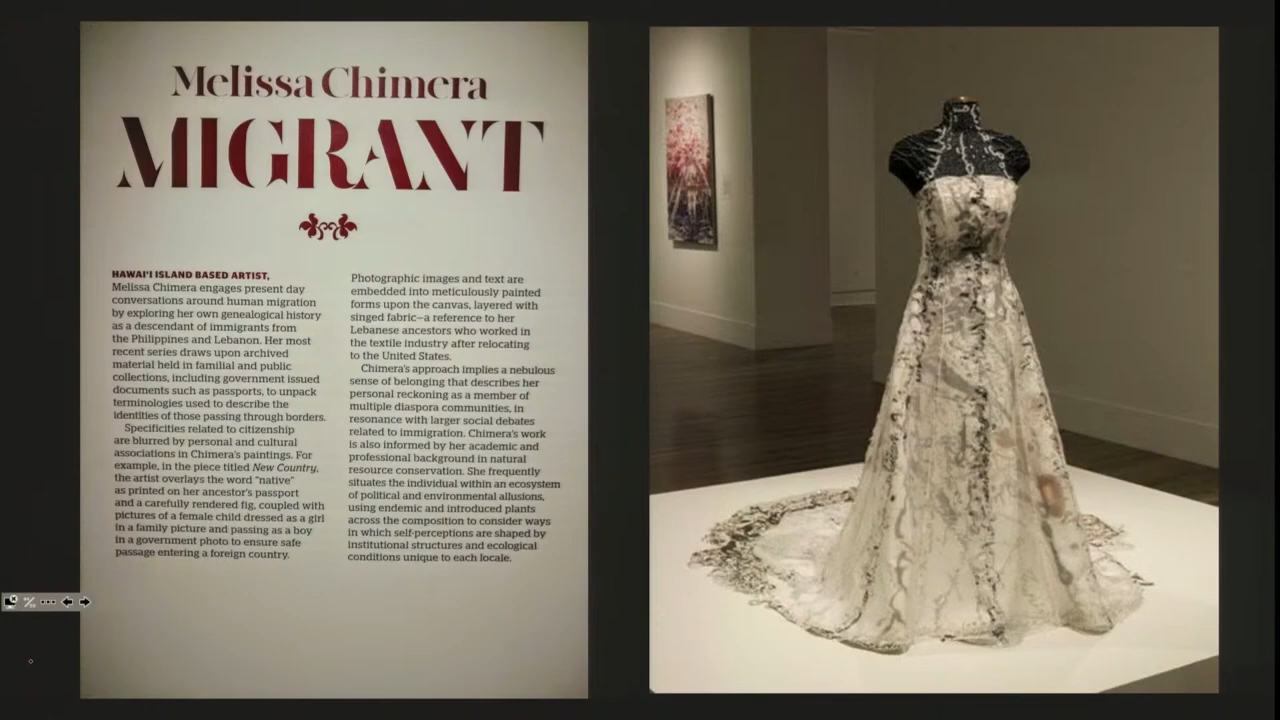 Melissa Chimera
MIGRANT
HAWAI'I ISLAND BASED ARTIST,
Melissa Chimera engages present day
conversations around human migration
by exploring her own genealogical history
as a descendant of immigrants from
the Philippines and Lebanon. Her most
recent series draws upon archived
material held in familial and public
collections, including government issued
documents such as passports, to unpack
terminologies used to describe the
identities of those passing through borders.
Specificities related to citizenship
are blurred by personal and cultural
associations in Chimera's paintings. For
example, in the piece titled New Country,
the artist overlays the word "native"
as printed on her ancestor's passport
and a carefully rendered fig, coupled with
pictures of a female child dressed as a girl
in a family picture and passing as a boy
in a government photo to ensure safe
passage entering a foreign country.
Photographic images and text are
embedded into meticulously painted
forms upon the canvas, layered with
singed fabric—a reference to her
Lebanese ancestors who worked in
the textile industry after relocating
to the United States.
Chimera's approach implies a nebulous
sense of belonging that describes her
personal reckoning as a member of
multiple diaspora communities, in
resonance with larger social debates
related to immigration. Chimera's work
is also informed by her academic and
professional background in natural
resource conservation. She frequently
situates the individual within an ecosystem
of political and environmental allusions,
using endemic and introduced plants
across the composition to consider ways
in which self-perceptions are shaped by
institutional structures and ecological
conditions unique to each locale.